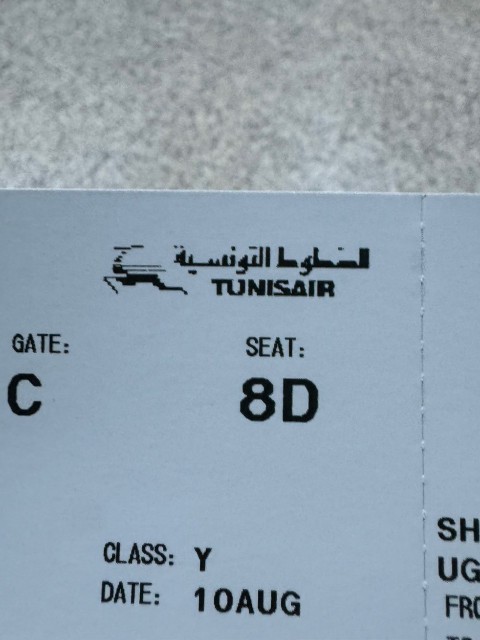 الخطوط التونسية
TUNISAIR
GATE:
SEAT:
C
8D
CLASS: Y
DATE: 10AUG
SH
UG
FRO